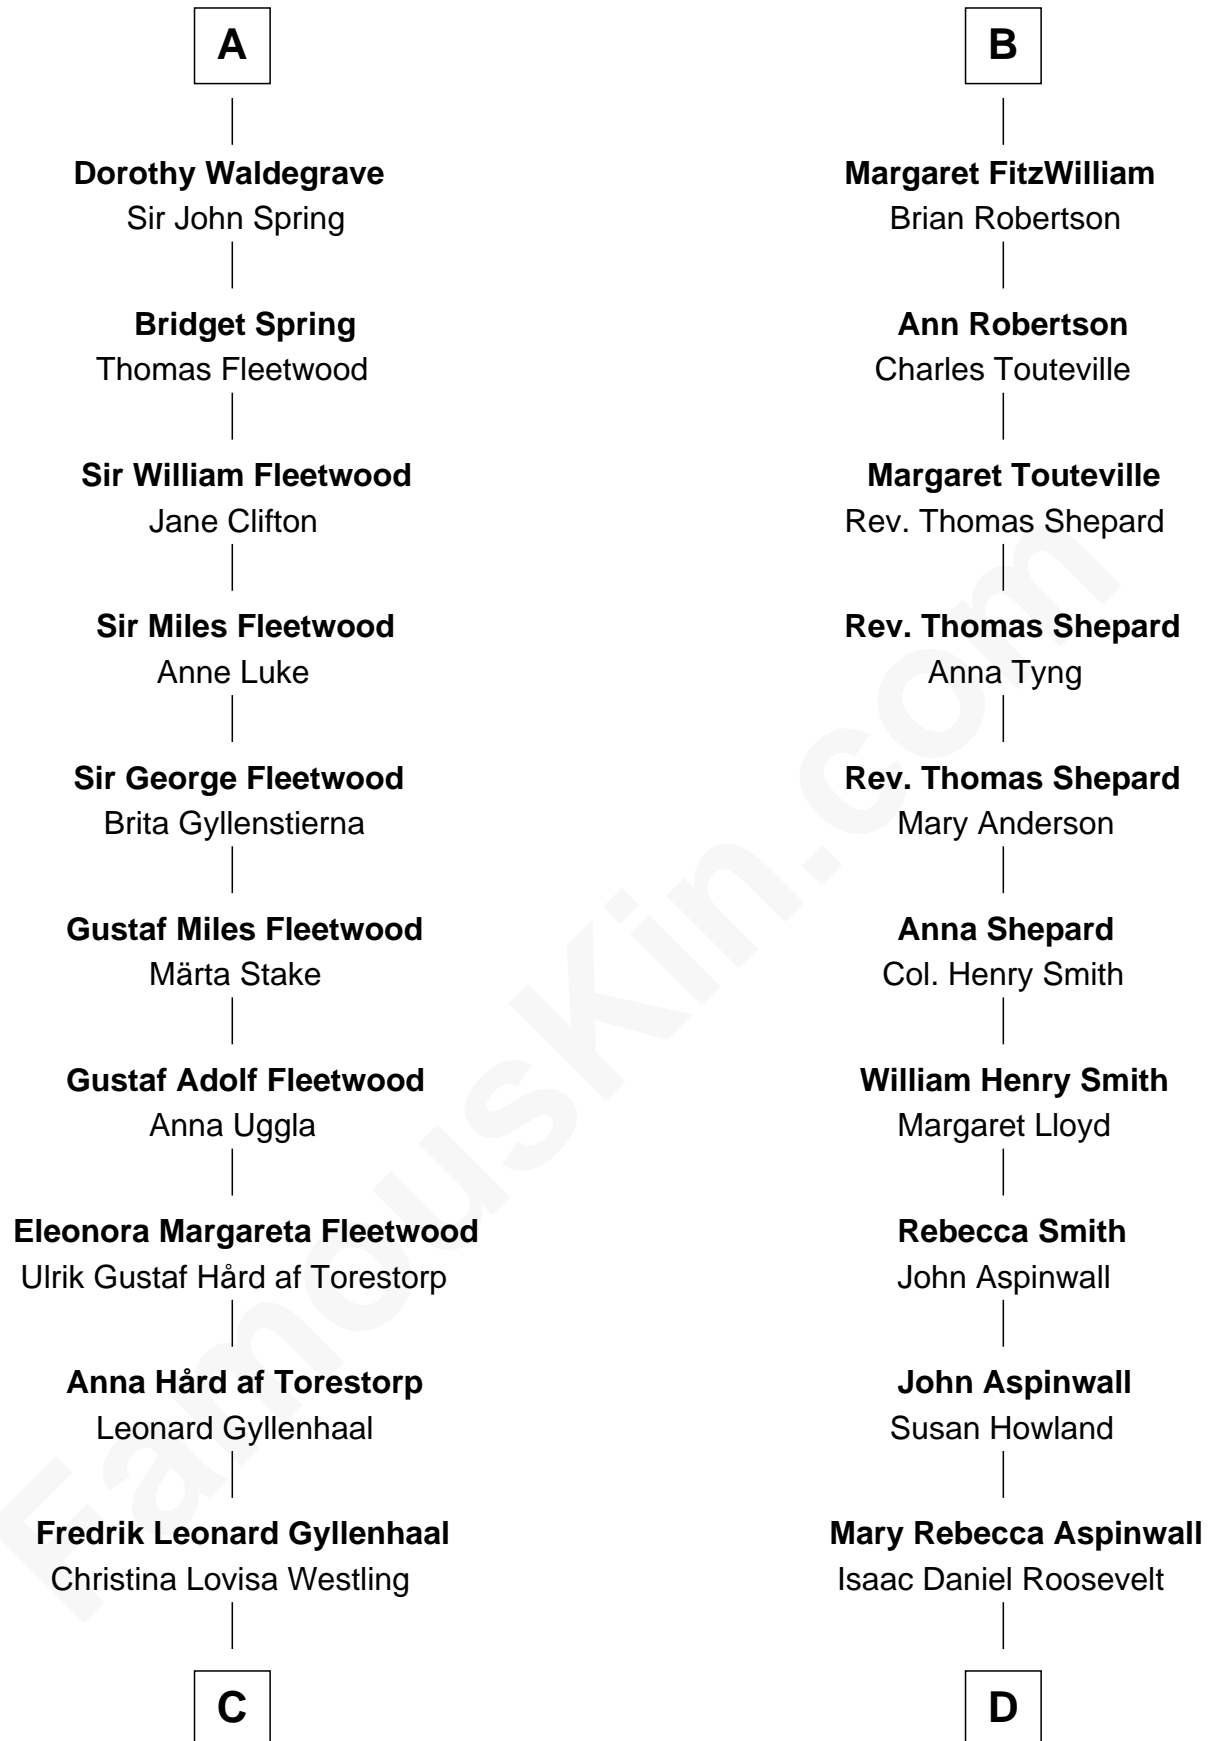 A
Dorothy Waldegrave
Sir John Spring
Bridget Spring
Thomas Fleetwood
Sir William Fleetwood
Jane Clifton
Sir Miles Fleetwood
Anne Luke
Sir George Fleetwood
Brita Gyllenstierna
Gustaf Miles Fleetwood
Märta Stake
Gustaf Adolf Fleetwood
Anna Uggla
Eleonora Margareta Fleetwood
Ulrik Gustaf Hård af Torestorp
Anna Hård af Torestorp
Leonard Gyllenhaal
Fredrik Leonard Gyllenhaal
Christina Lovisa Westling
C
B
Margaret FitzWilliam
Brian Robertson
Ann Robertson
Charles Touteville
Margaret Touteville
Rev. Thomas Shepard
Rev. Thomas Shepard
Anna Tyng
Rev. Thomas Shepard
Mary Anderson
Anna Shepard
Col. Henry Smith
William Henry Smith
Margaret Lloyd
Rebecca Smith
John Aspinwall
John Aspinwall
Susan Howland
Mary Rebecca Aspinwall
Isaac Daniel Roosevelt
D
FamousKin.com